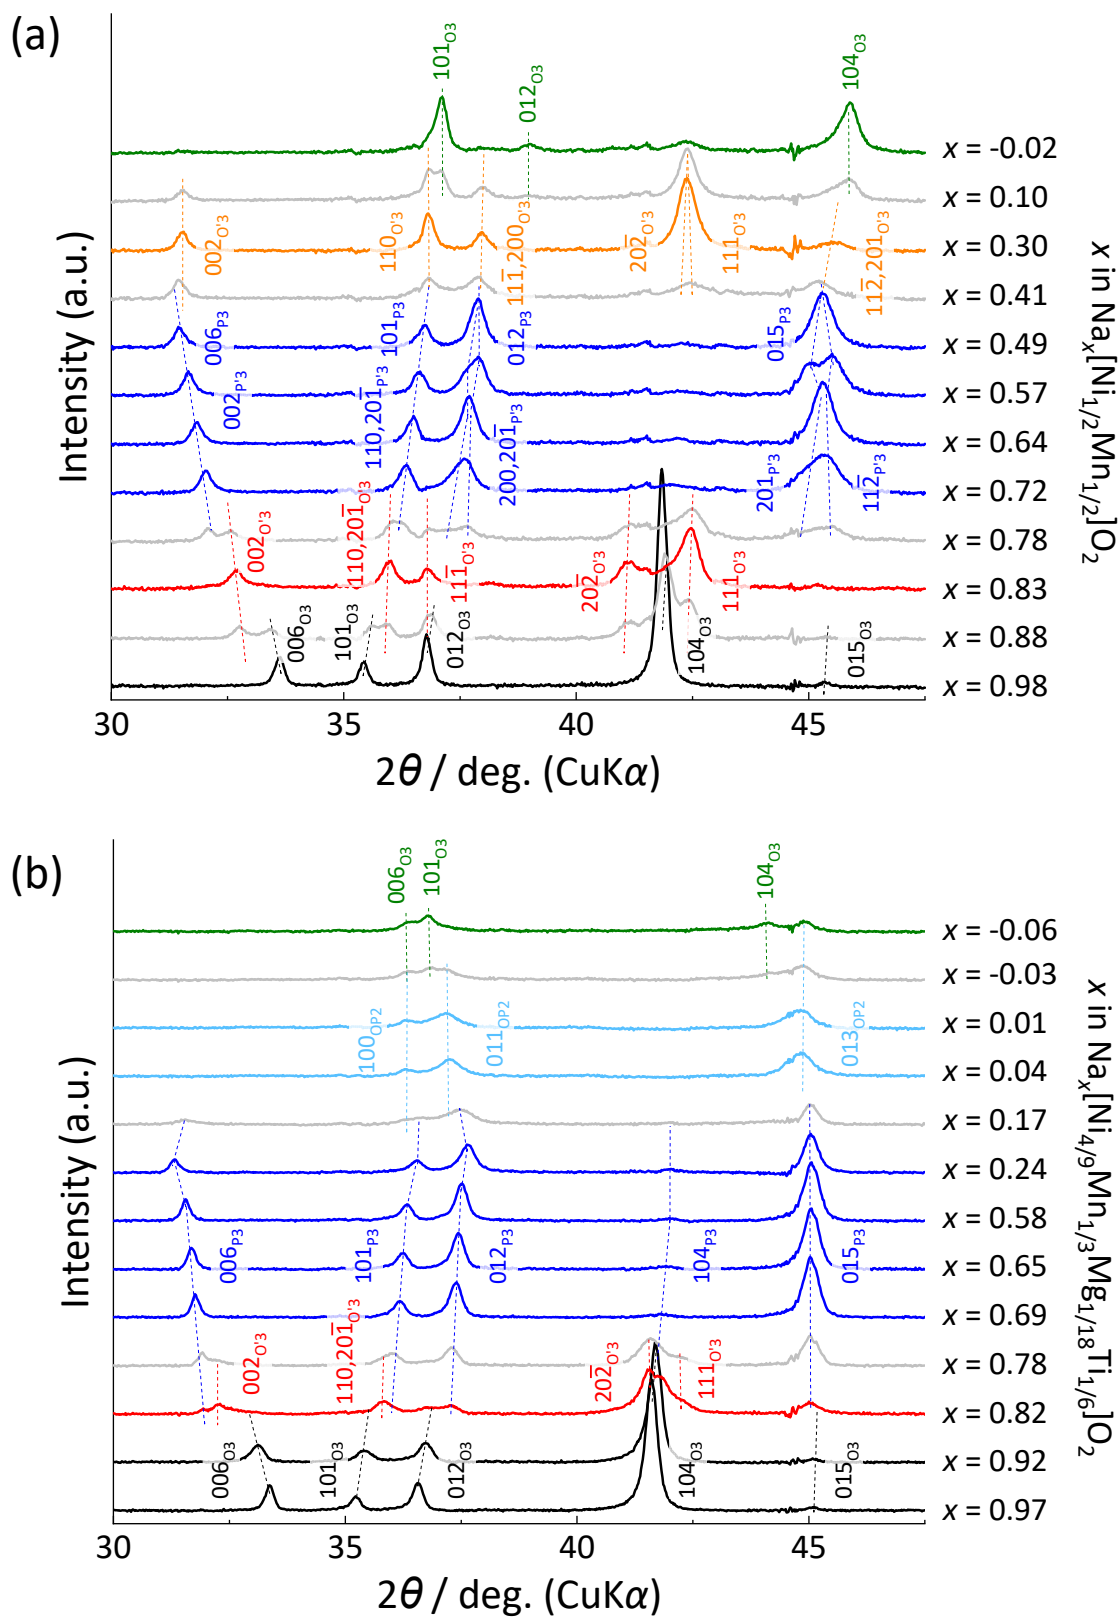 (a)
Intensity (a.u.)
101O3
012O3
104O3
x = -0.02
x = 0.10
x = 0.30
x = 0.41
x = 0.49
x = 0.57
x = 0.64
x = 0.72
x = 0.78
x = 0.83
x = 0.88
x = 0.98
002O'3
110O'3
111̅,200O'3
202̅O'3
111O'3
112̅,201O'3
006P3
101P3
012P3
015P3
002P'3
110,201̅P'3
200,201̅P'3
201P'3
112̅P'3
002O'3
110,201̅O'3
111̅O'3
202̅O'3
111O'3
006O3
101O3
012O3
104O3
015O3
x in Nax[Ni1/2Mn1/2]O2
30 35 40 45
2θ / deg. (CuKα)
(b)
Intensity (a.u.)
006O3
101O3
104O3
x = -0.06
x = -0.03
x = 0.01
x = 0.04
x = 0.17
x = 0.24
x = 0.58
x = 0.65
x = 0.69
x = 0.78
x = 0.82
x = 0.92
x = 0.97
100OP2
011OP2
013OP2
006P3
101P3
012P3
104P3
015P3
002O'3
110,201̅O'3
202̅O'3
111O'3
006O3
101O3
012O3
104O3
015O3
x in Nax[Ni4/9Mn1/3Mg1/18Ti1/6]O2
30 35 40 45
2θ / deg. (CuKα)